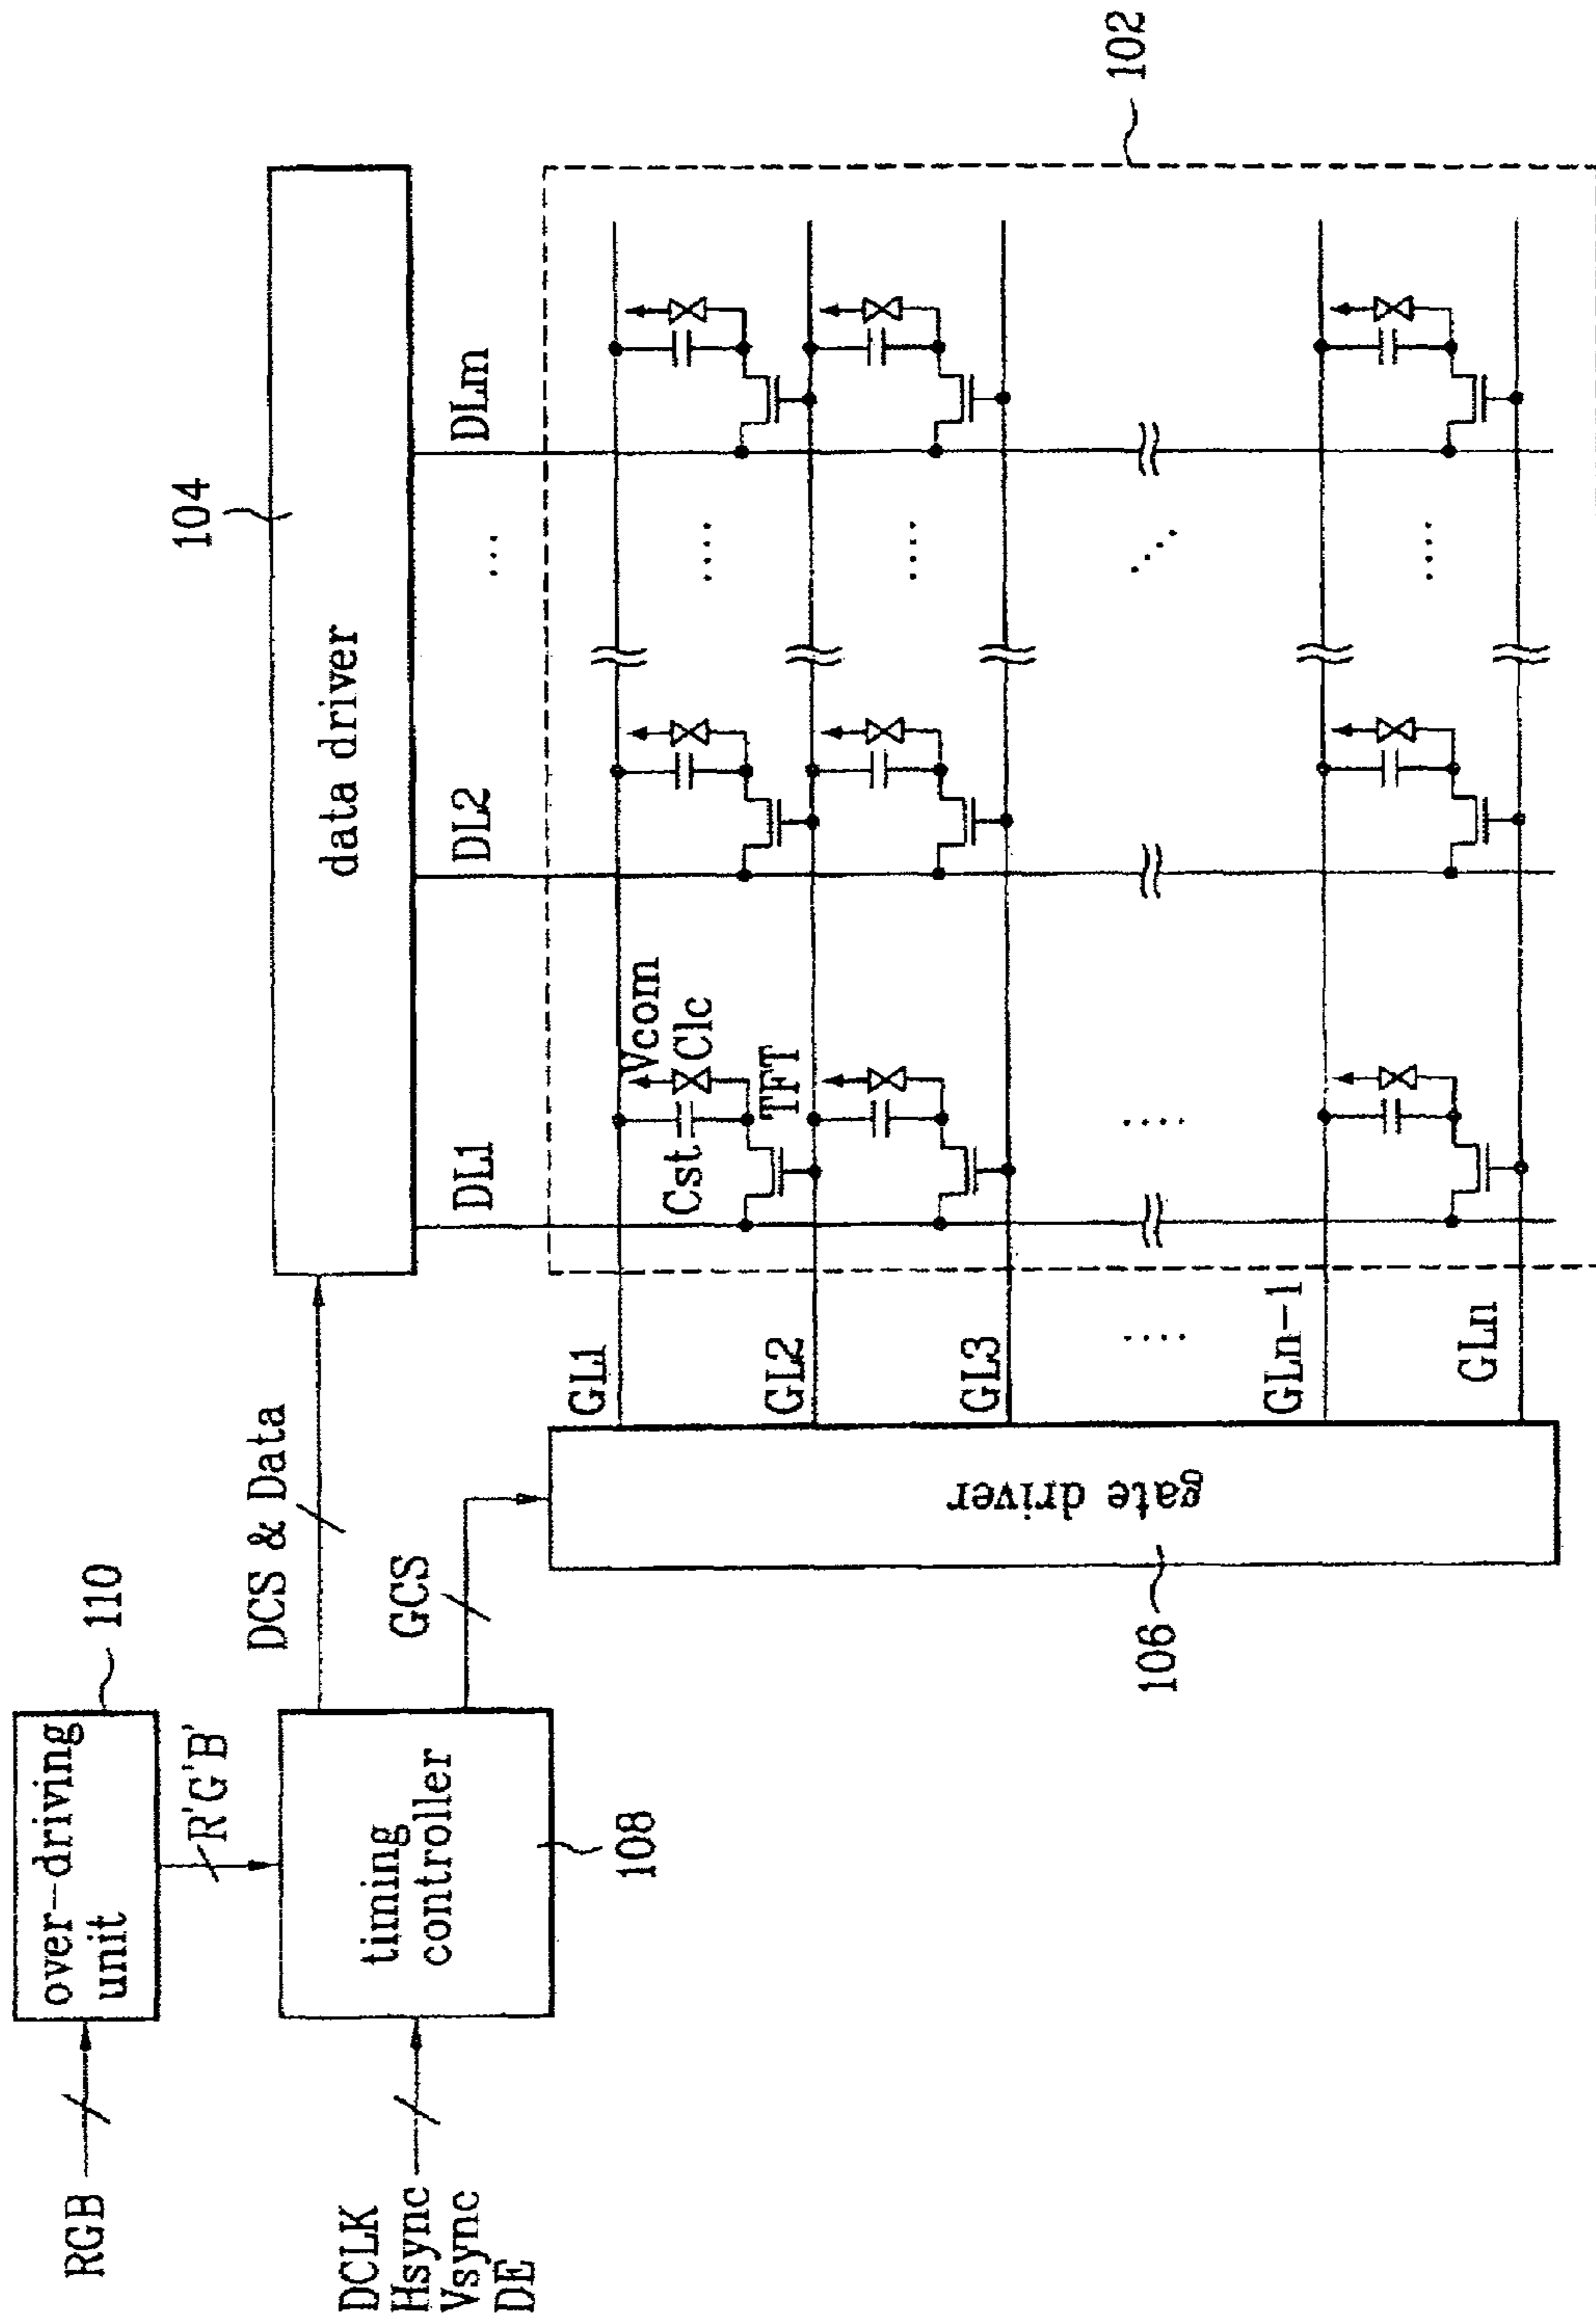 RGB
over-driving
unit
110
R'G'B'
DCLK
Hsync
Vsync
DE
timing
controller
108
DCS & Data
GCS
data driver
104
gate driver
106
DL1
DL2
...
DLm
102
GL1
GL2
GL3
....
GLn-1
GLn
Vcom
Clc
Cst
TFT
....
....
....
....
....